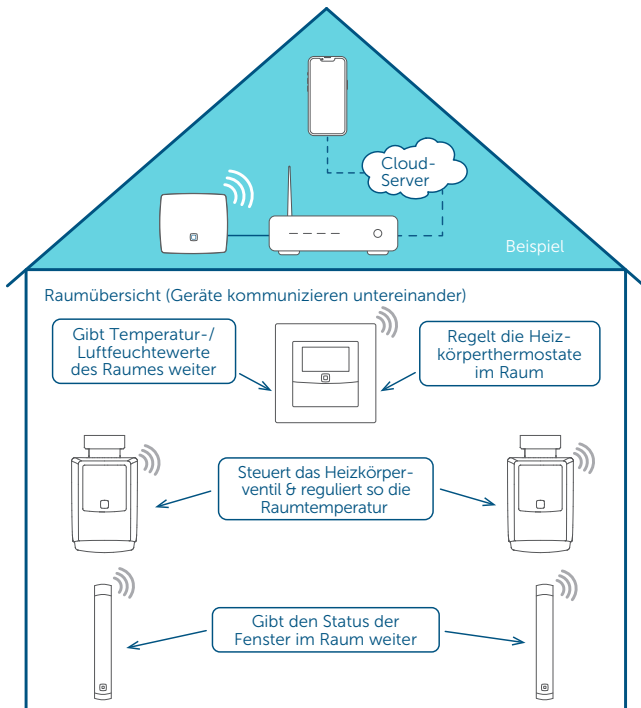 Cloud-
Server
Beispiel
Raumübersicht (Geräte kommunizieren untereinander)
Gibt Temperatur-/
Luftfeuchtewerte
des Raumes weiter
Regelt die Heiz-
körperthermostate
im Raum
Steuert das Heizkörper-
ventil & reguliert so die
Raumtemperatur
Gibt den Status der
Fenster im Raum weiter